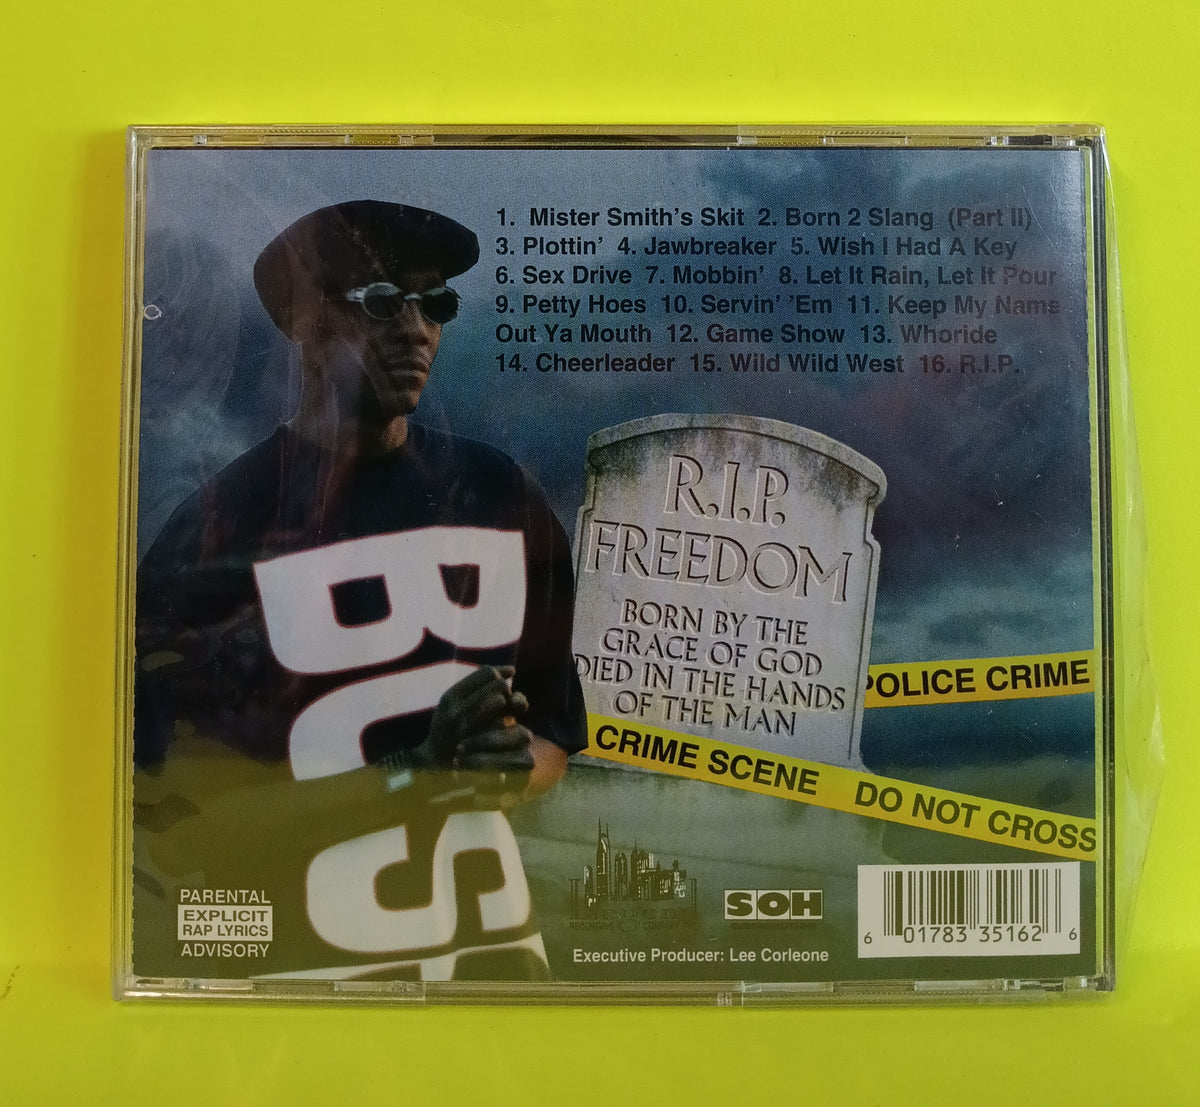 1. Mister Smith's Skit 2. Born 2 Slang (Part II)
3. Plottin' 4. Jawbreaker 5. Wish I Had A Key
6. Sex Drive 7. Mobbin' 8. Let It Rain, Let It Pour
9. Petty Hoes 10. Servin' 'Em 11. Keep My Name
Out Ya Mouth 12. Game Show 13. Whoride
14. Cheerleader 15. Wild Wild West 16. R.I.P.
R.I.P.
FREEDOM
BORN BY THE
GRACE OF GOD
DIED IN THE HANDS
OF THE MAN
POLICE CRIME
CRIME SCENE DO NOT CROSS
BOS
PARENTAL
EXPLICIT
RAP LYRICS
ADVISORY
SOH
Executive Producer: Lee Corleone
6 01783 35162 6